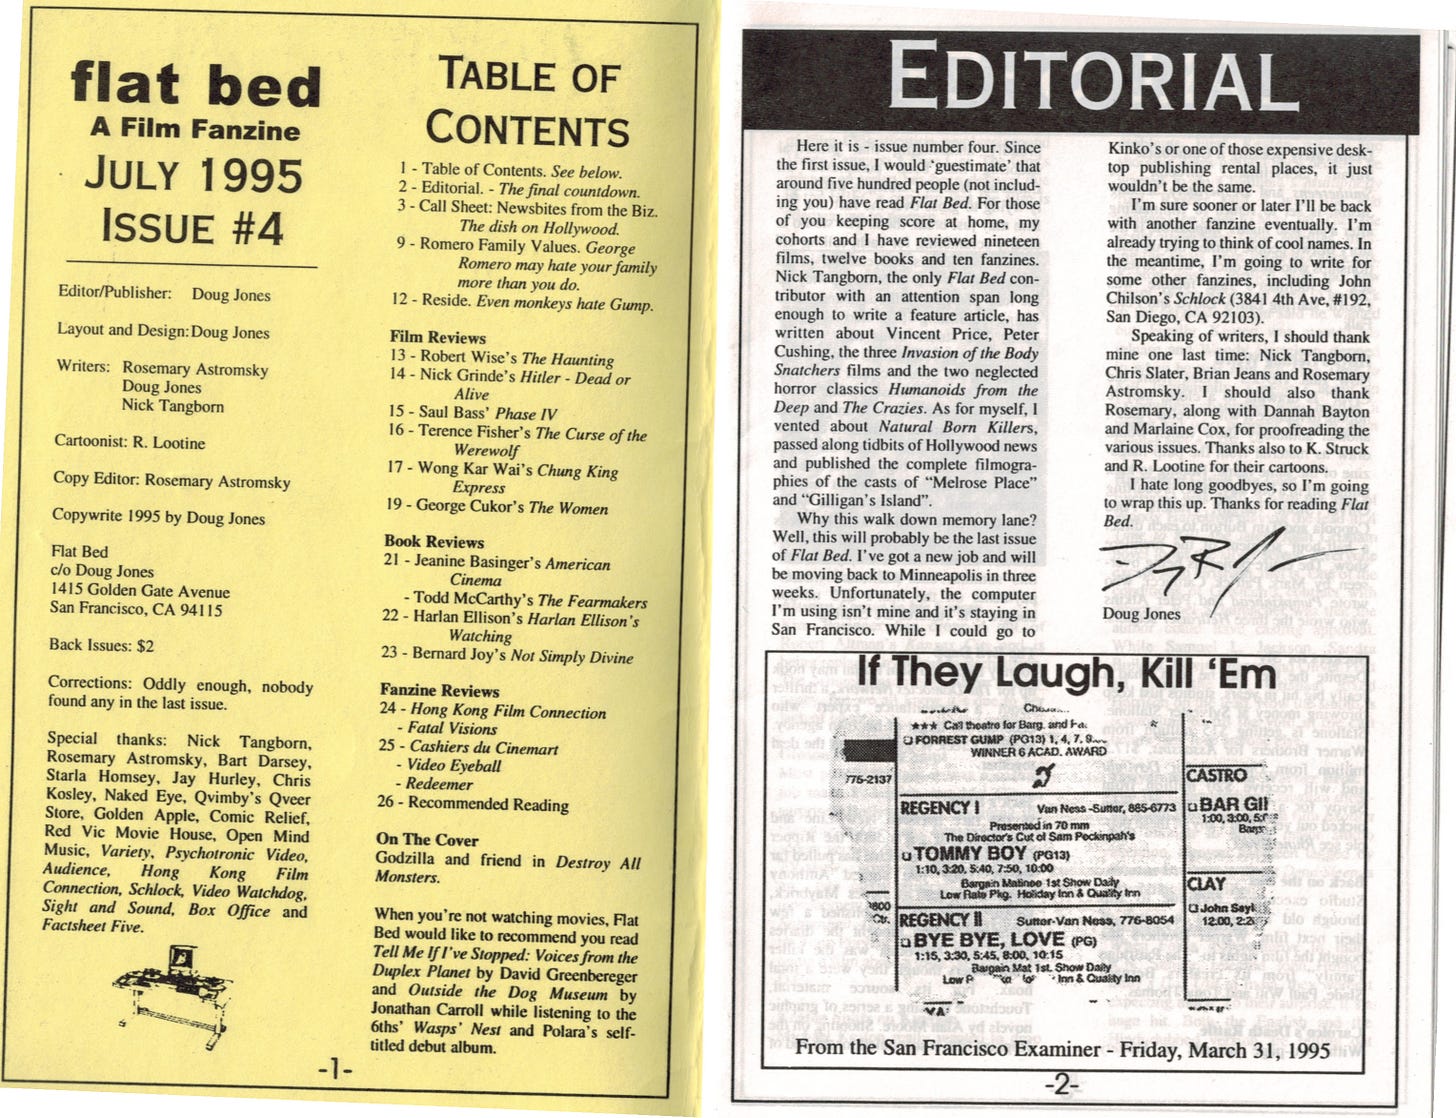 flat bed
A Film Fanzine
JULY 1995
ISSUE #4
Editor/Publisher: Doug Jones
Layout and Design: Doug Jones
Writers: Rosemary Astromsky
Doug Jones
Nick Tangborn
Cartoonist: R. Lootine
Copy Editor: Rosemary Astromsky
Copywrite 1995 by Doug Jones
Flat Bed
c/o Doug Jones
1415 Golden Gate Avenue
San Francisco, CA 94115
Back Issues: $2
Corrections: Oddly enough, nobody
found any in the last issue.
Special thanks: Nick Tangborn,
Rosemary Astromsky, Bart Darsey,
Starla Homsey, Jay Hurley, Chris
Kosley, Naked Eye, Qvimby's Qveer
Store, Golden Apple, Comic Relief,
Red Vic Movie House, Open Mind
Music, Variety, Psychotronic Video,
Audience, Hong Kong Film
Connection, Schlock, Video Watchdog,
Sight and Sound, Box Office and
Factsheet Five.
TABLE OF
CONTENTS
1 - Table of Contents. See below.
2 - Editorial. - The final countdown.
3 - Call Sheet: Newsbites from the Biz.
The dish on Hollywood.
9 - Romero Family Values. George
Romero may hate your family
more than you do.
12 - Reside. Even monkeys hate Gump.
Film Reviews
13 - Robert Wise's The Haunting
14 - Nick Grinde's Hitler - Dead or
Alive
15 - Saul Bass' Phase IV
16 - Terence Fisher's The Curse of the
Werewolf
17 - Wong Kar Wai's Chung King
Express
19 - George Cukor's The Women
Book Reviews
21 - Jeanine Basinger's American
Cinema
- Todd McCarthy's The Fearmakers
22 - Harlan Ellison's Harlan Ellison's
Watching
23 - Bernard Joy's Not Simply Divine
Fanzine Reviews
24 - Hong Kong Film Connection
- Fatal Visions
25 - Cashiers du Cinemart
- Video Eyeball
- Redeemer
26 - Recommended Reading
On The Cover
Godzilla and friend in Destroy All
Monsters.
When you're not watching movies, Flat
Bed would like to recommend you read
Tell Me If I've Stopped: Voices from the
Duplex Planet by David Greenbereger
and Outside the Dog Museum by
Jonathan Carroll while listening to the
6ths' Wasps' Nest and Polara's self-
titled debut album.
-1-
EDITORIAL
Here it is - issue number four. Since
the first issue, I would 'guestimate' that
around five hundred people (not includ-
ing you) have read Flat Bed. For those
of you keeping score at home, my
cohorts and I have reviewed nineteen
films, twelve books and ten fanzines.
Nick Tangborn, the only Flat Bed con-
tributor with an attention span long
enough to write a feature article, has
written about Vincent Price, Peter
Cushing, the three Invasion of the Body
Snatchers films and the two neglected
horror classics Humanoids from the
Deep and The Crazies. As for myself, I
vented about Natural Born Killers,
passed along tidbits of Hollywood news
and published the complete filmogra-
phies of the casts of "Melrose Place"
and "Gilligan's Island".
Why this walk down memory lane?
Well, this will probably be the last issue
of Flat Bed. I've got a new job and will
be moving back to Minneapolis in three
weeks. Unfortunately, the computer
I'm using isn't mine and it's staying in
San Francisco. While I could go to
Kinko's or one of those expensive desk-
top publishing rental places, it just
wouldn't be the same.
I'm sure sooner or later I'll be back
with another fanzine eventually. I'm
already trying to think of cool names. In
the meantime, I'm going to write for
some other fanzines, including John
Chilson's Schlock (3841 4th Ave, #192,
San Diego, CA 92103).
Speaking of writers, I should thank
mine one last time: Nick Tangborn,
Chris Slater, Brian Jeans and Rosemary
Astromsky. I should also thank
Rosemary, along with Dannah Bayton
and Marlaine Cox, for proofreading the
various issues. Thanks also to K. Struck
and R. Lootine for their cartoons.
I hate long goodbyes, so I'm going
to wrap this up. Thanks for reading Flat
Bed.
Doug Jones
If They Laugh, Kill 'Em
★★★ Call theatre for Barg. and
FORREST GUMP (PG13) 1, 4, 7, 9
WINNER 6 ACAD. AWARD
775-2137
REGENCY I Van Ness-Sutter, 885-6773
Presented in 70 mm
The Director's Cut of Sam Peckinpah's
TOMMY BOY (PG13)
1:10, 3:20, 5:40, 7:50, 10:00
Bargain Matinee 1st Show Daily
Low Rate Pkg. Holiday Inn & Quality Inn
REGENCY II Sutter-Van Ness, 776-8054
BYE BYE, LOVE (PG)
1:15, 3:30, 5:45, 8:00, 10:15
Bargain Mat 1st. Show Daily
Low Inn & Quality Inn
CASTRO
BAR GI
1:00, 3:00,
CLAY
John Sayl
12:00,
From the San Francisco Examiner - Friday, March 31, 1995
-2-